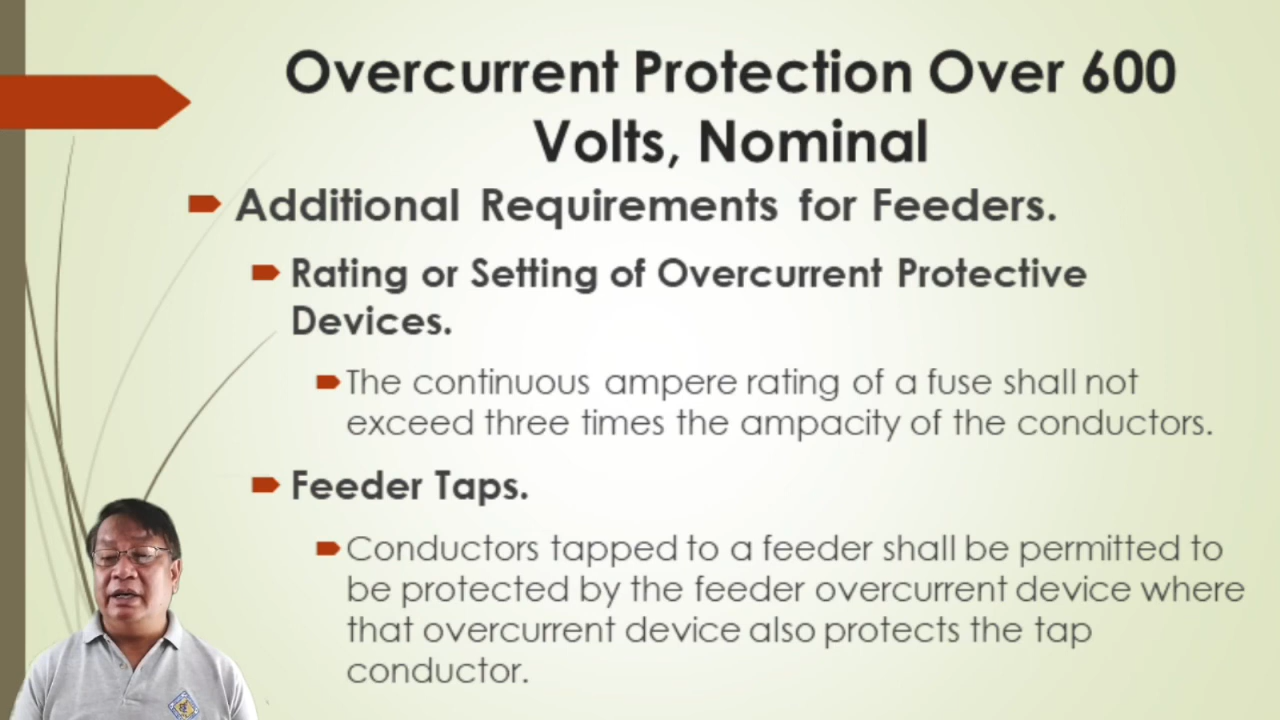 Overcurrent Protection Over 600
Volts, Nominal
Additional Requirements for Feeders.
Rating or Setting of Overcurrent Protective
Devices.
The continuous ampere rating of a fuse shall not
exceed three times the ampacity of the conductors.
Feeder Taps.
Conductors tapped to a feeder shall be permitted to
be protected by the feeder overcurrent device where
that overcurrent device also protects the tap
conductor.